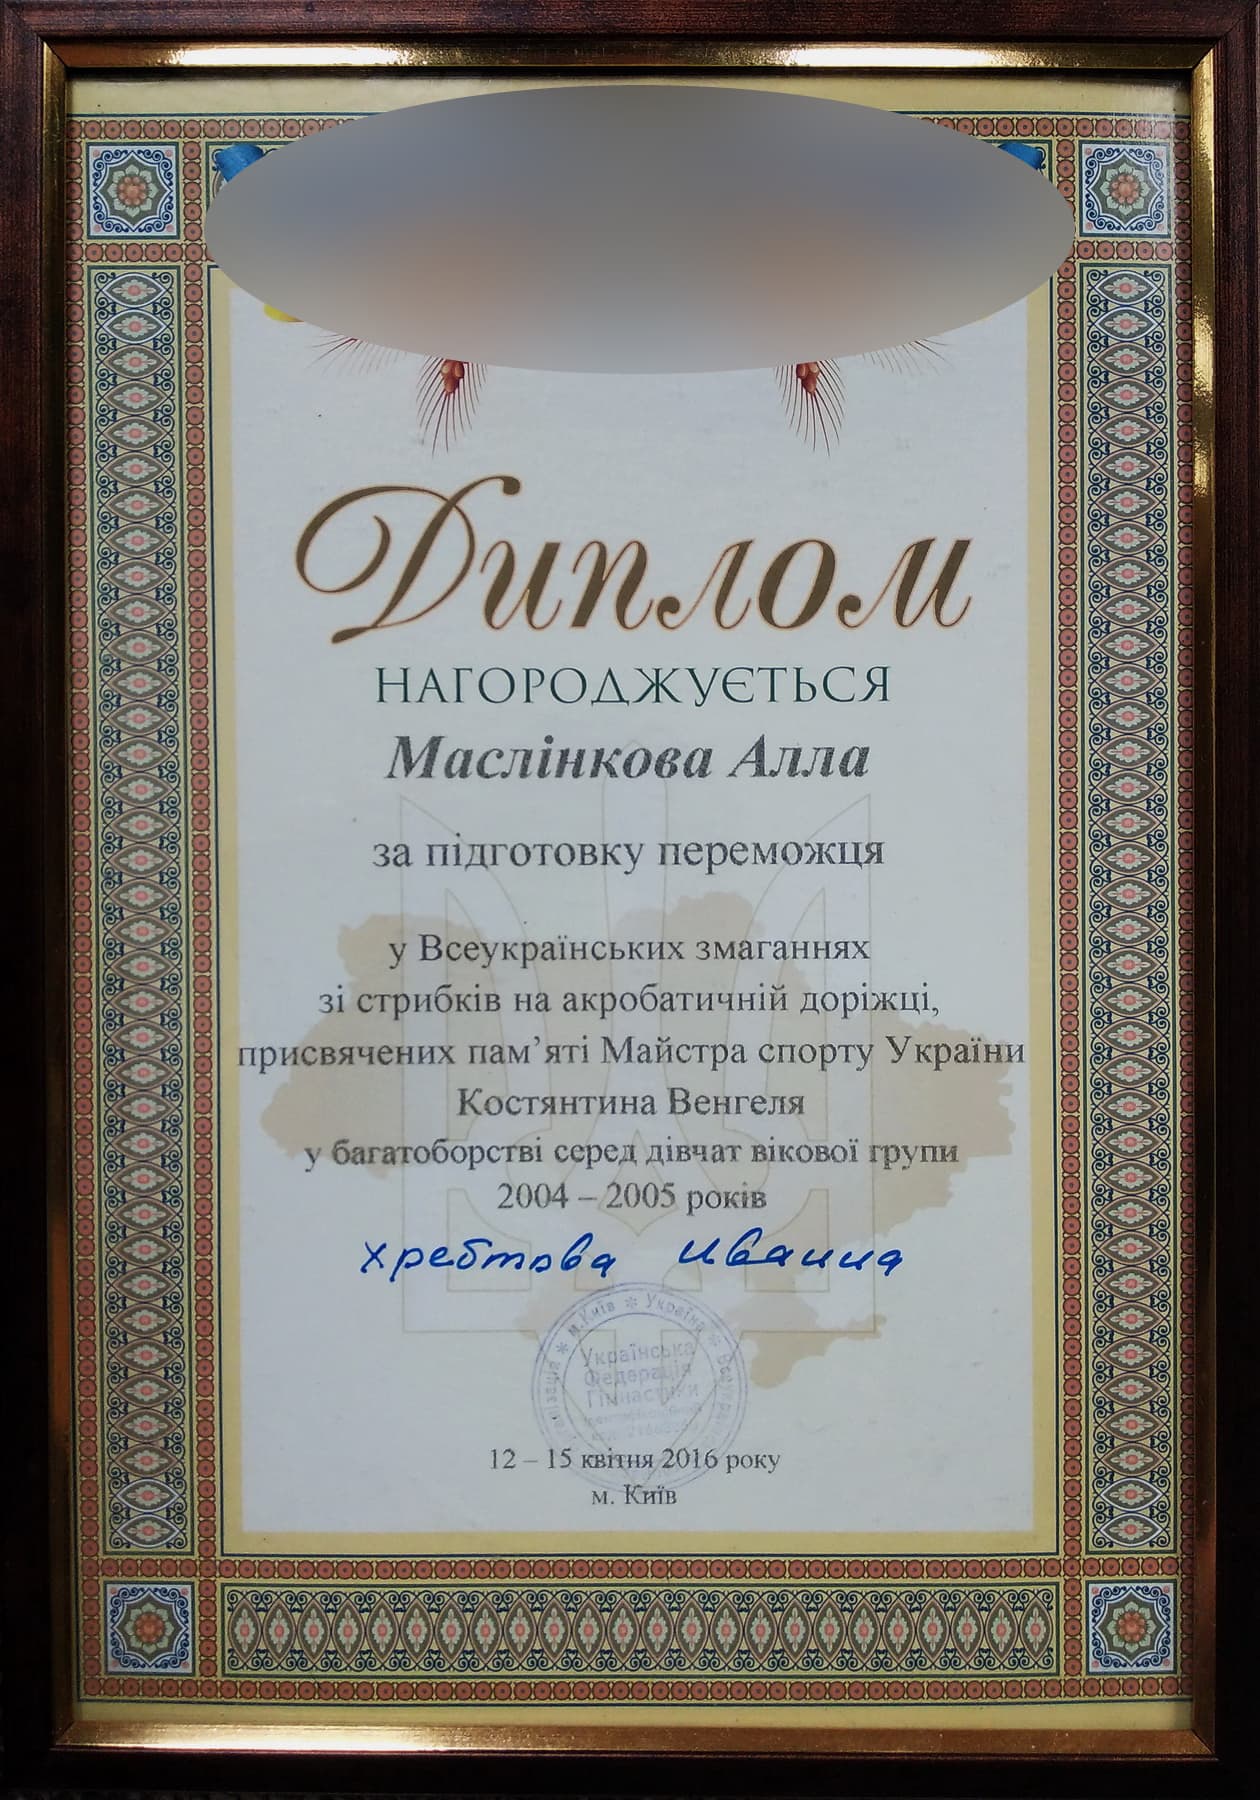 Диплом
НАГОРОДЖУЄТЬСЯ
Маслінкова Алла
за підготовку переможця
у Всеукраїнських змаганнях
зі стрибків на акробатичній доріжці,
присвячених пам’яті Майстра спорту України
Костянтина Венгеля
у багатоборстві серед дівчат вікової групи
2004 – 2005 років
Хребтова Иванна
м. Київ * Україна *
Українська
Федерація
Гімнастики
12 – 15 квітня 2016 року
м. Київ